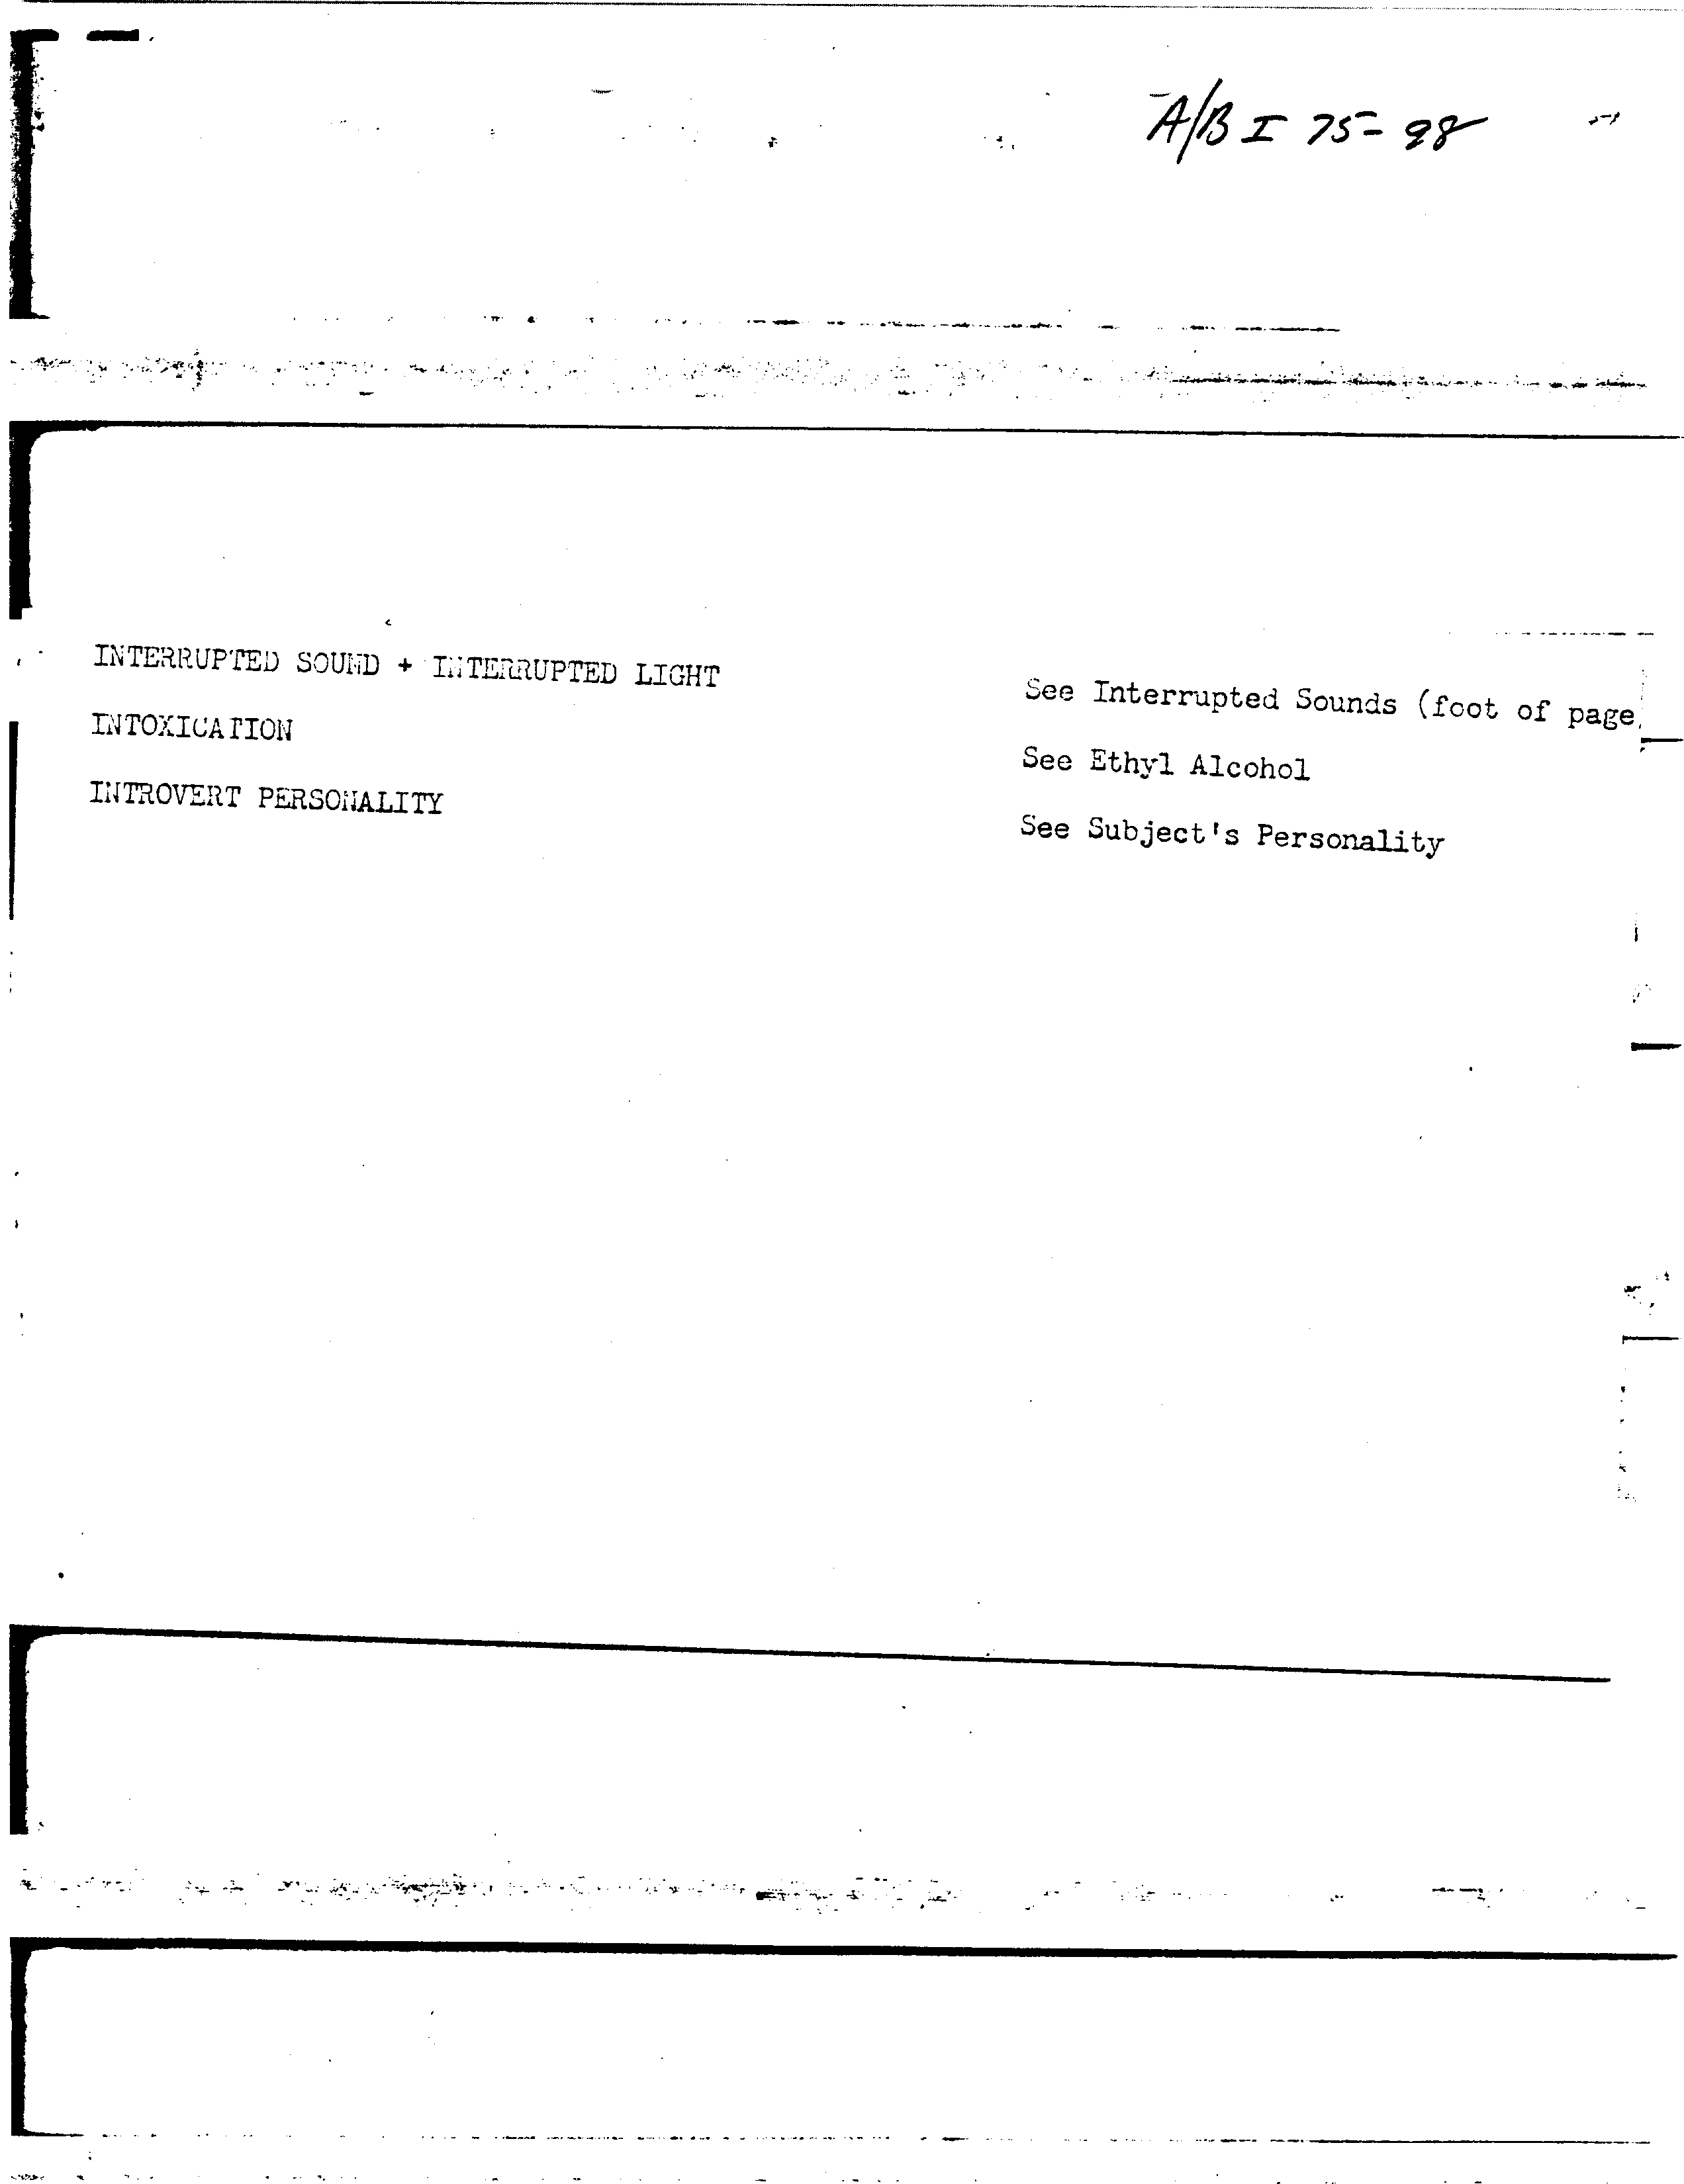 A/B I 75-98
INTERRUPTED SOUND + INTERRUPTED LIGHT
See Interrupted Sounds (foot of page
INTOXICATION
See Ethyl Alcohol
INTROVERT PERSONALITY
See Subject's Personality